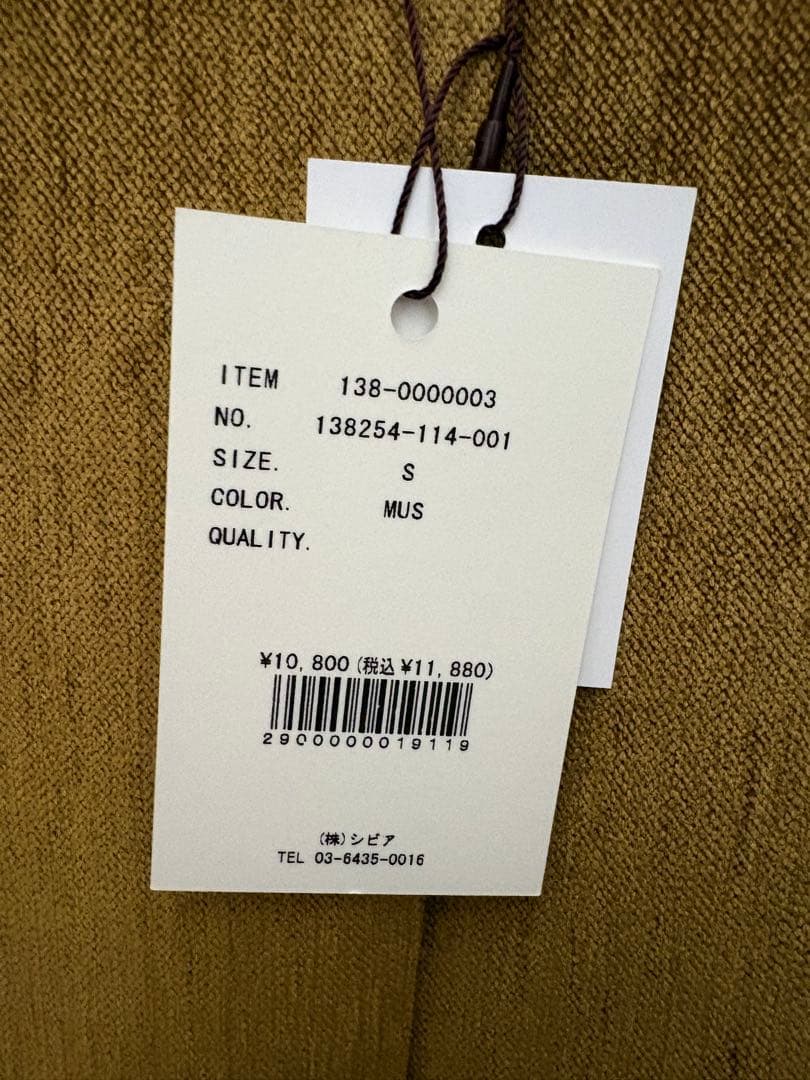 ITEM 138-0000003
NO. 138254-114-001
SIZE. S
COLOR. MUS
QUALITY.
¥10,800(税込¥11,880)
2900000019119
(株)シビア
TEL 03-6435-0016